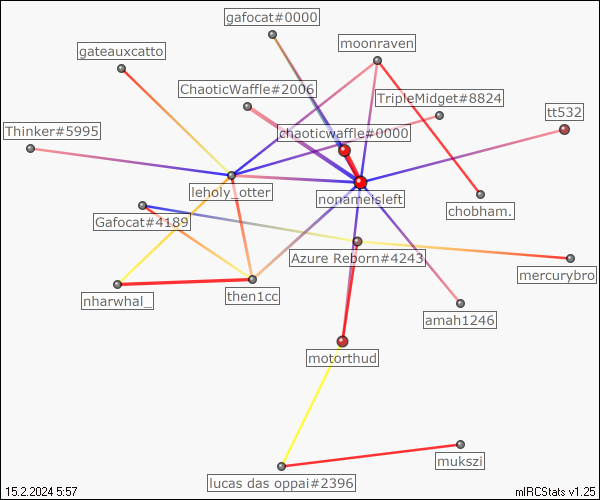 gafocat#0000
moonraven
gateauxcatto
ChaoticWaffle#2006
TripleMidget#8824
tt532
Thinker#5995
chaoticwaffle#0000
leholy_otter
nonameisleft
chobham.
Gafocat#4189
Azure Reborn#4243
mercurybro
nharwhal_
then1cc
amah1246
motorthud
mukszi
lucas das oppai#2396
15.2.2024 5:57
mIRCStats v1.25